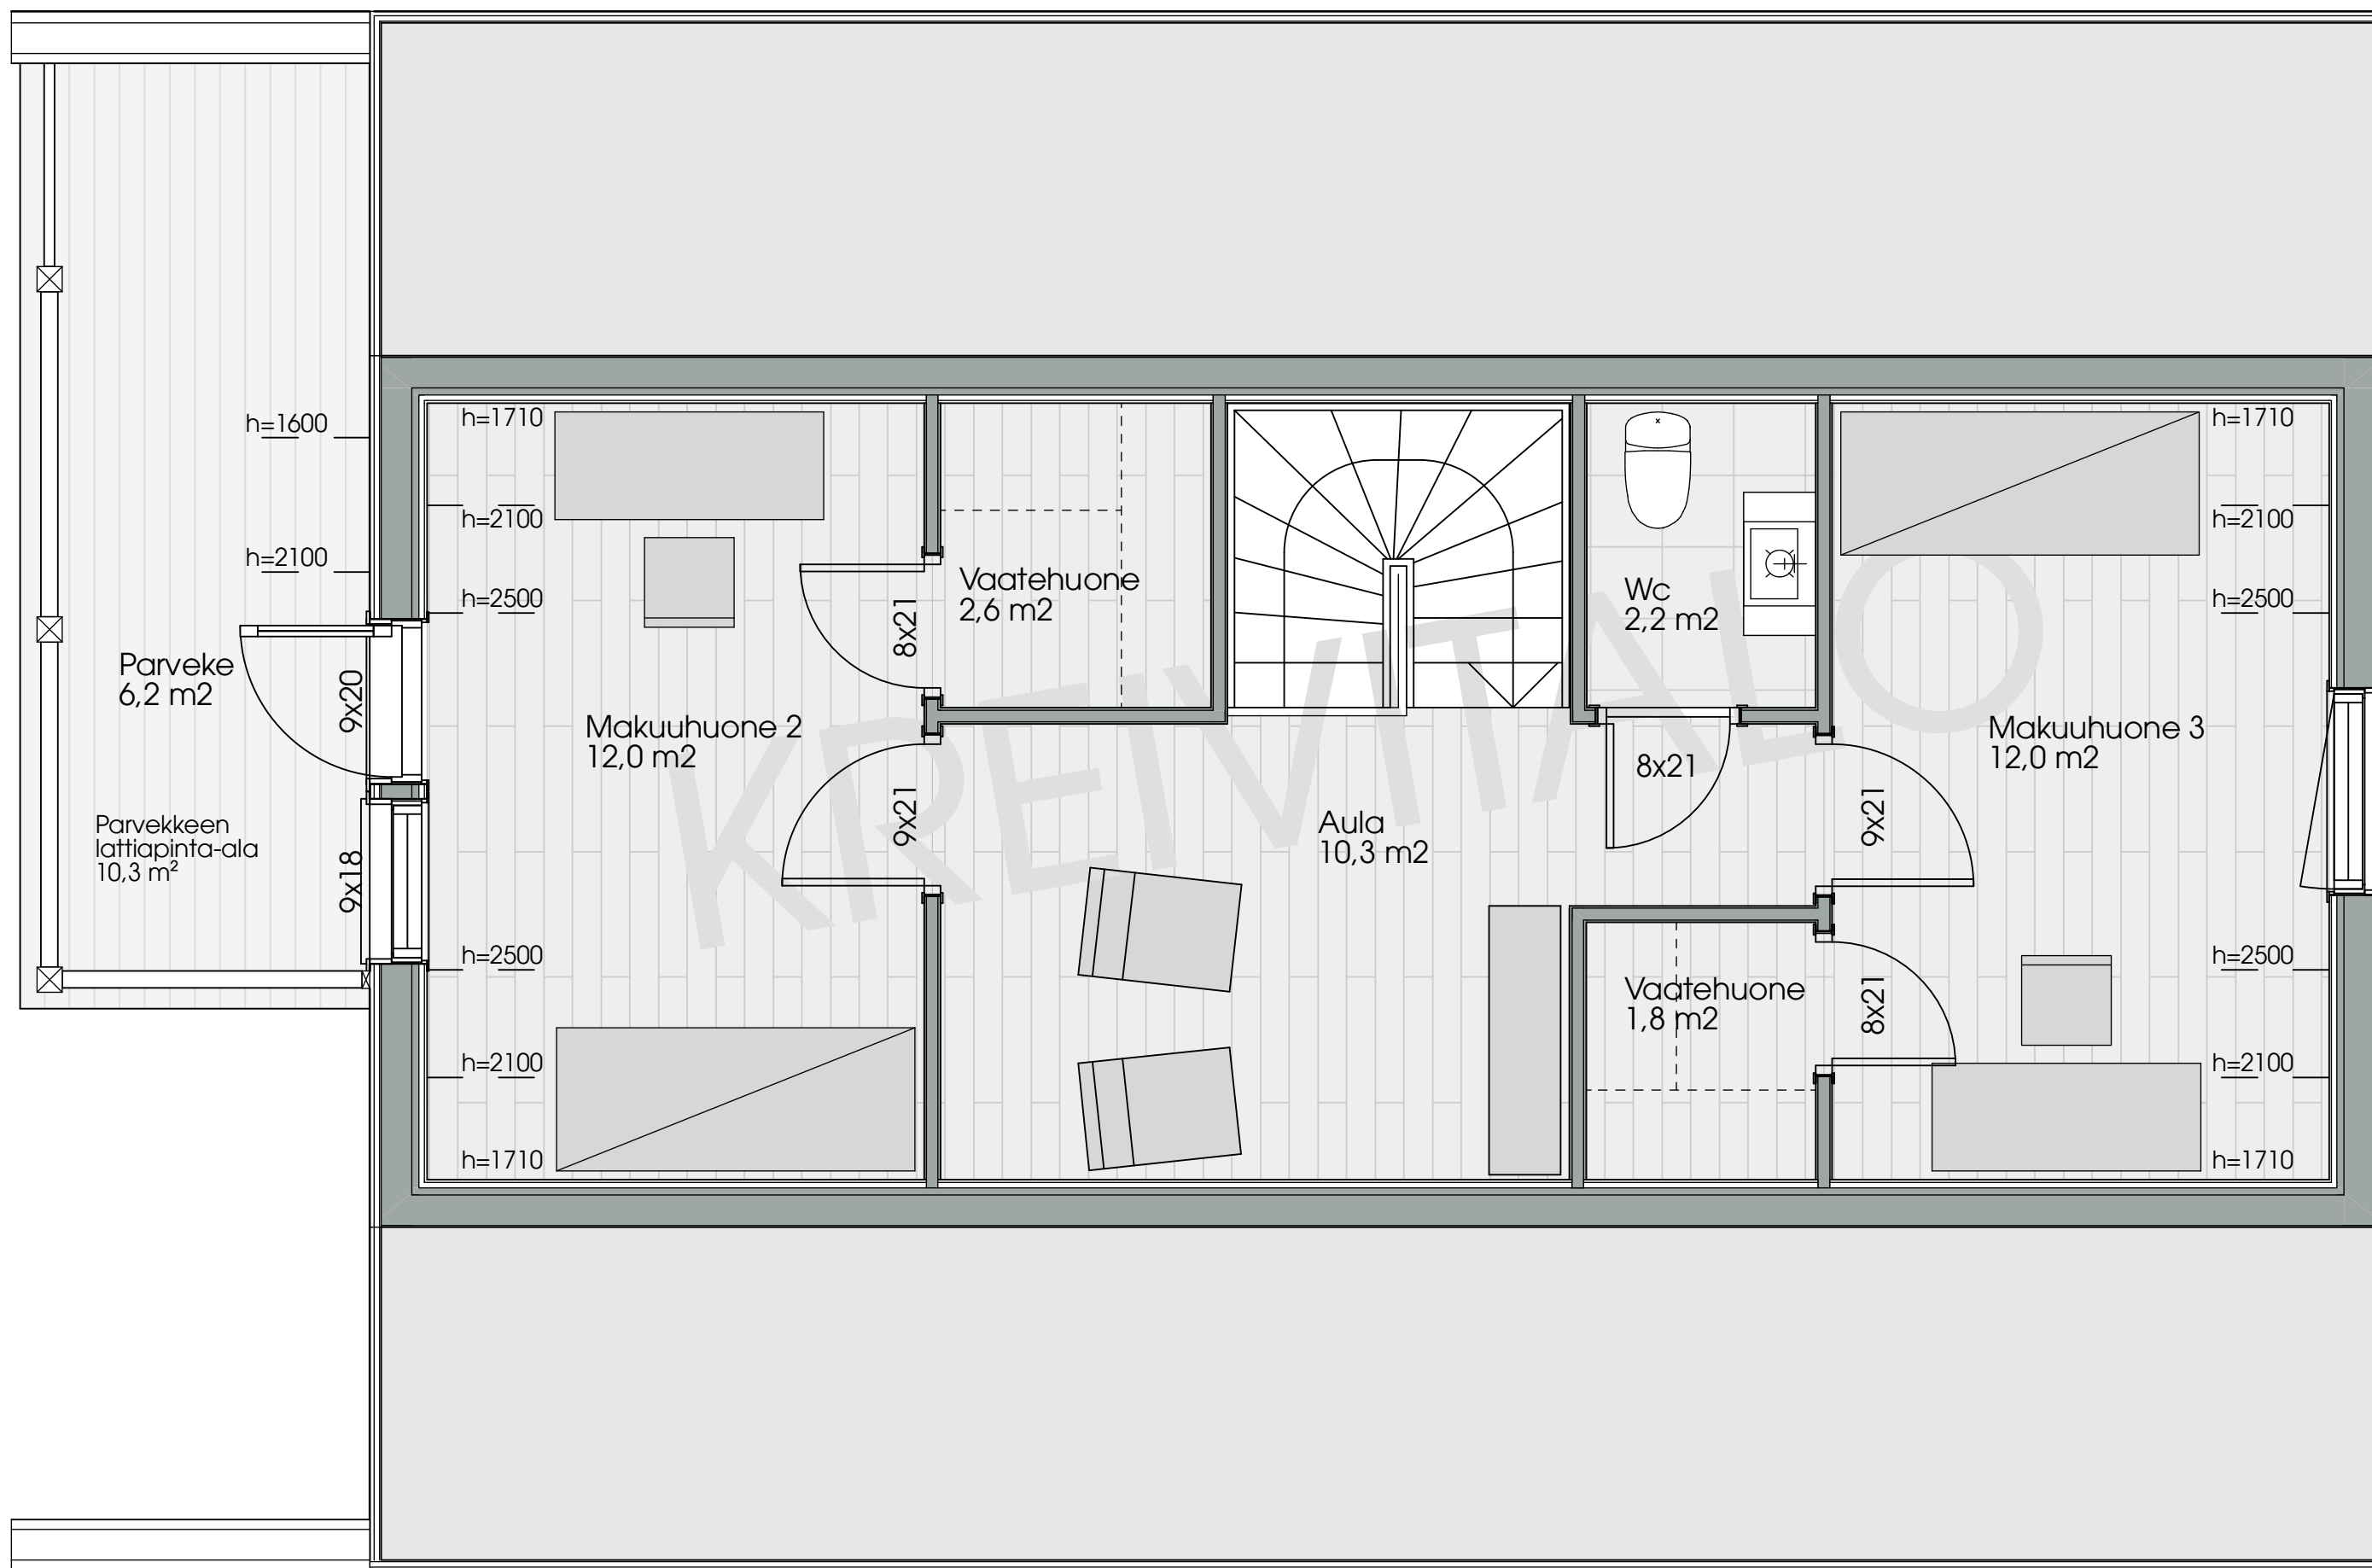 h=1600
h=2100
Parveke
6,2 m2
9x20
Parvekkeen
lattiapinta-ala
10,3 m²
9x18
h=1710
h=2100
h=2500
Makuuhuone 2
12,0 m2
h=2500
h=2100
h=1710
8x21
9x21
Vaatehuone
2,6 m2
KREIVITALO
Aula
10,3 m2
Wc
2,2 m2
8x21
9x21
Vaatehuone
1,8 m2
8x21
h=1710
h=2100
h=2500
Makuuhuone 3
12,0 m2
h=2500
h=2100
h=1710